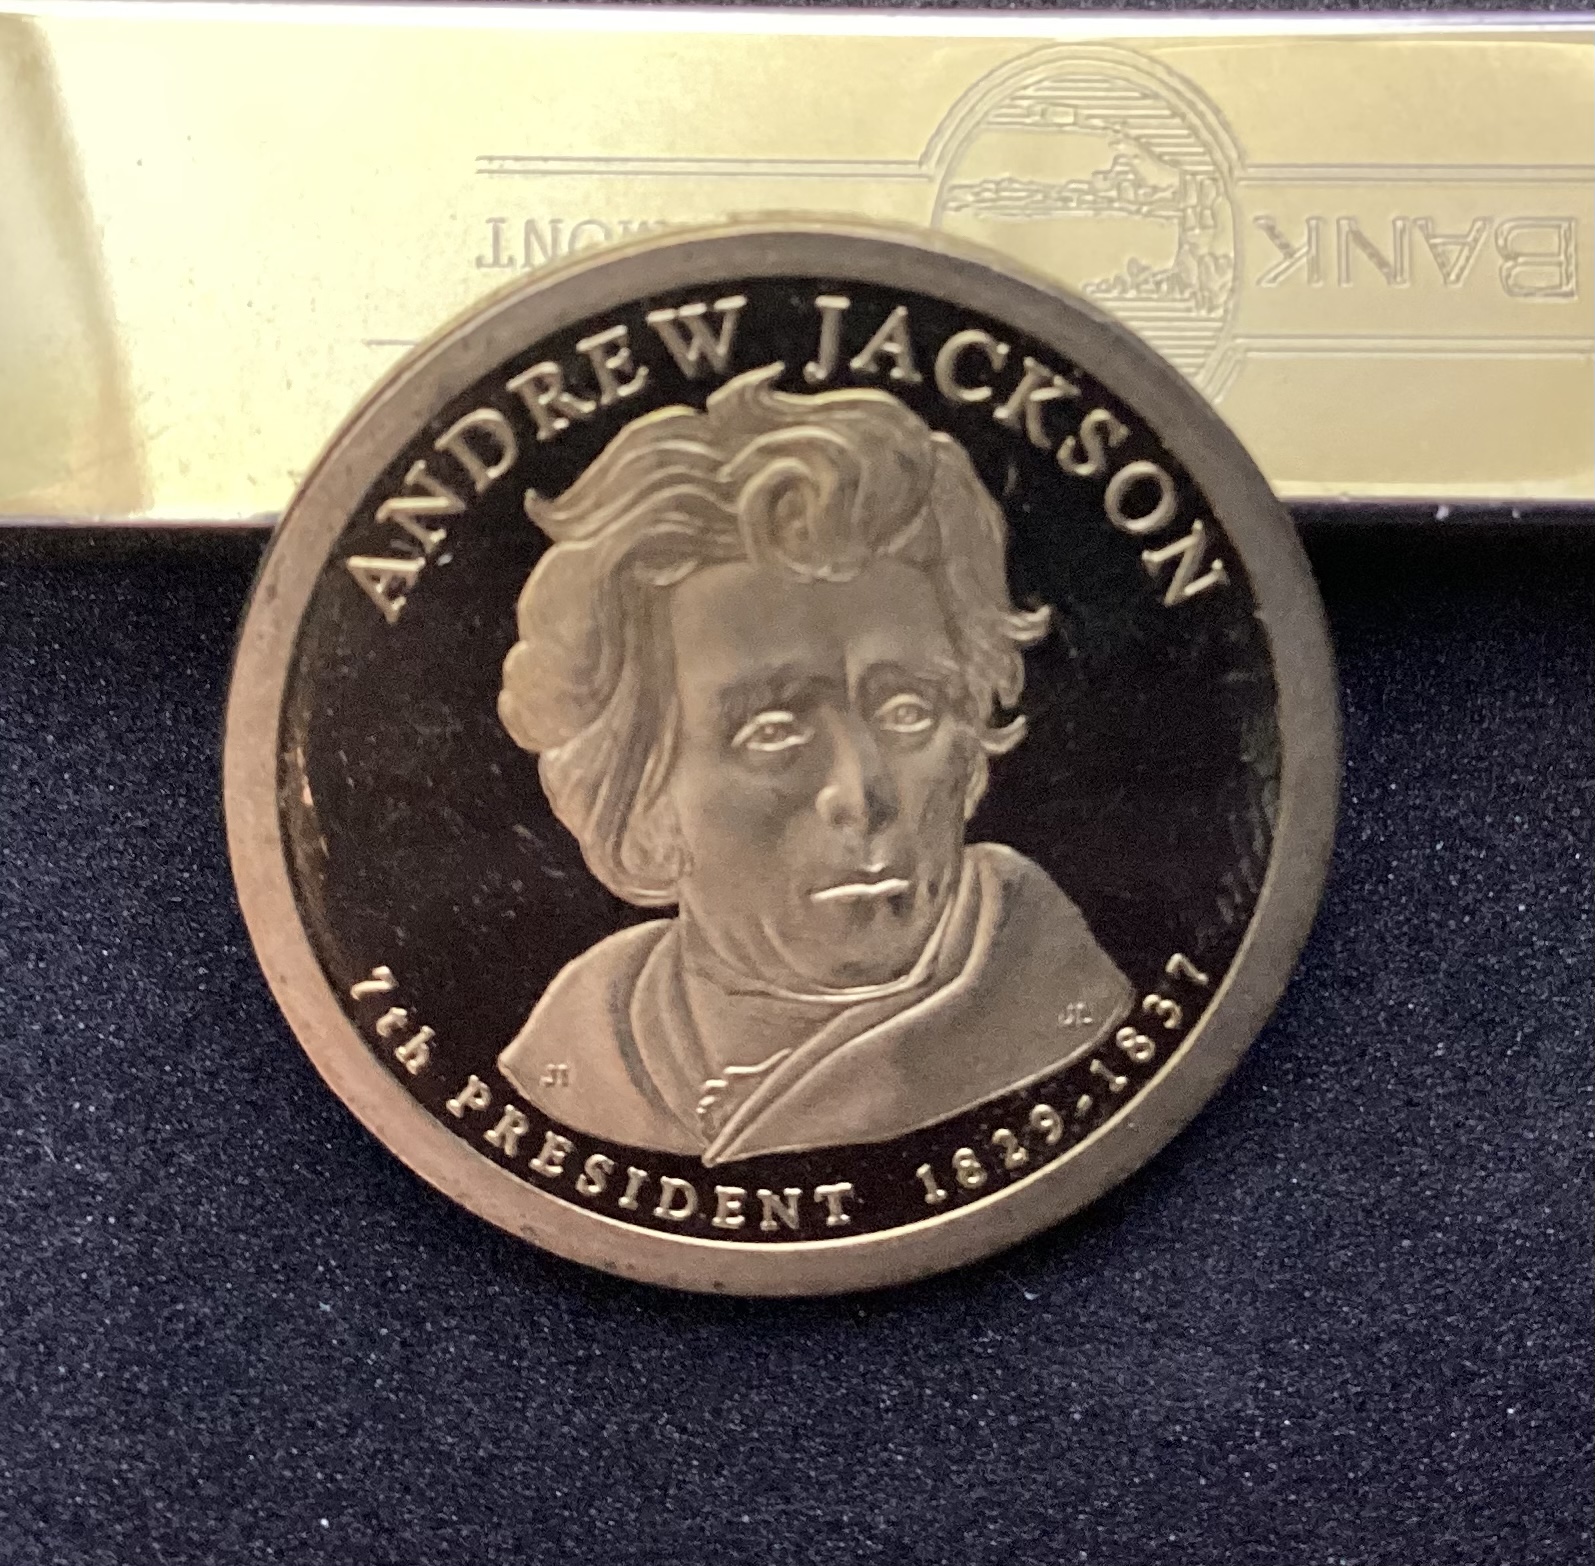 BANK
ANDREW JACKSON
7th PRESIDENT 1829-1837